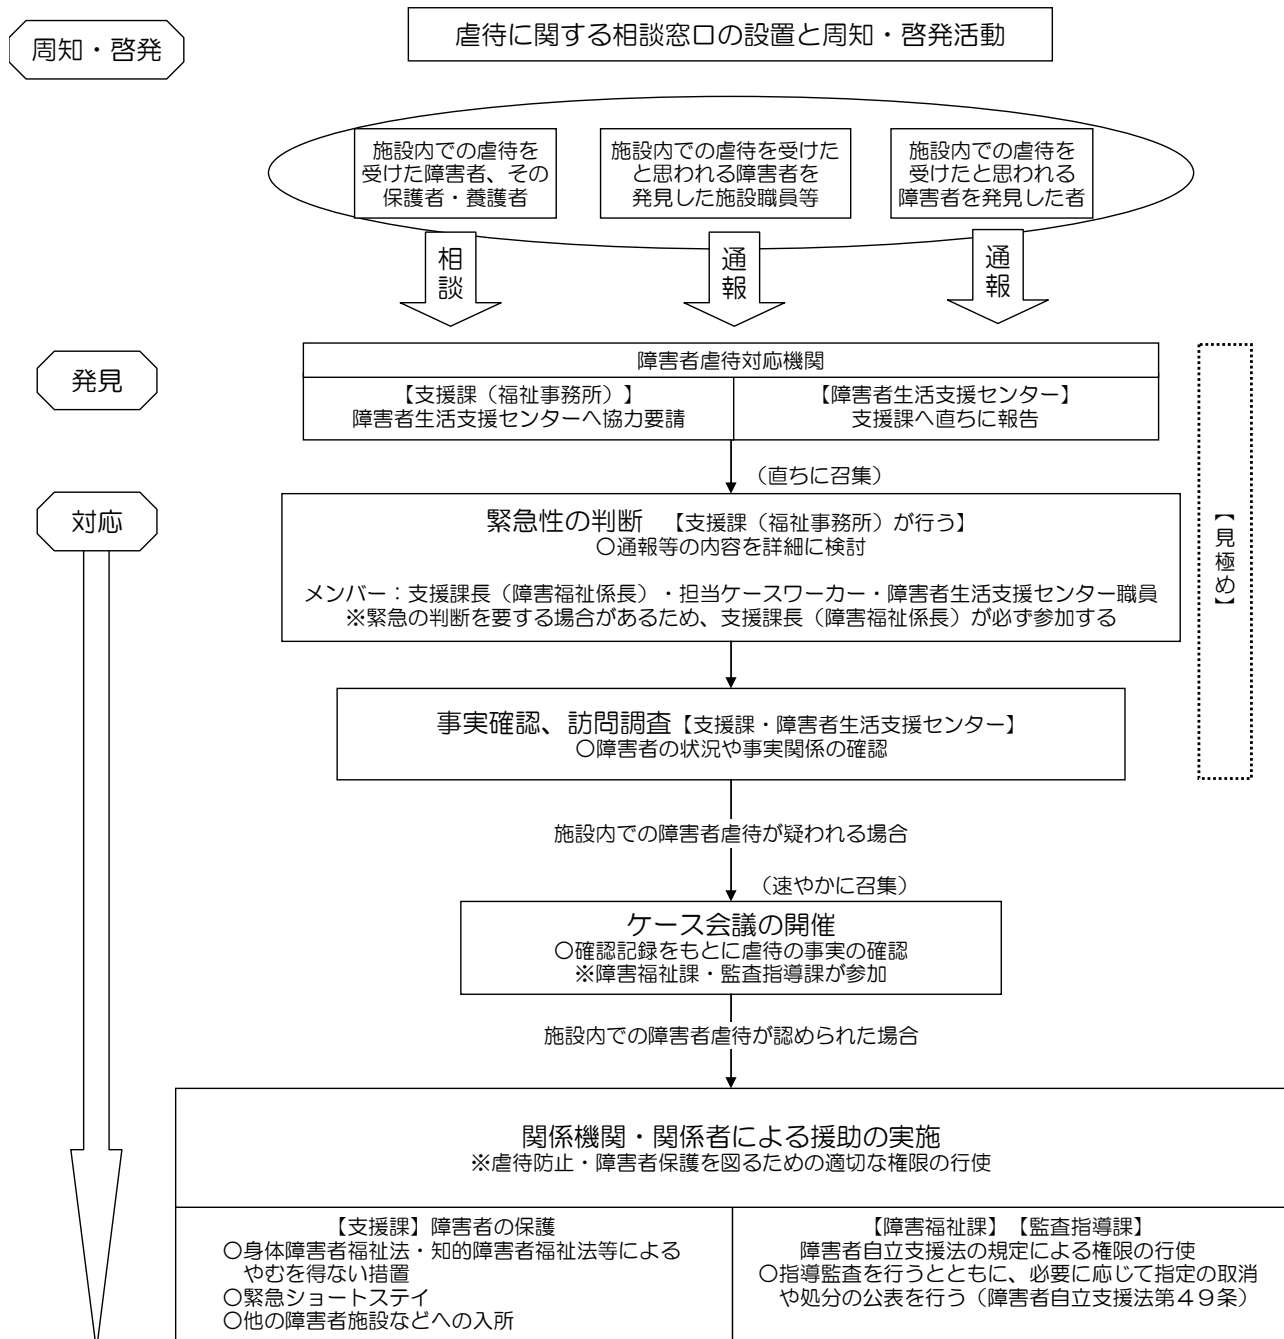 周知・啓発
虐待に関する相談窓口の設置と周知・啓発活動
施設内での虐待を
受けた障害者、その
保護者・養護者
施設内での虐待を受けた
と思われる障害者を
発見した施設職員等
施設内での虐待を
受けたと思われる
障害者を発見した者
相談
通報
通報
発見
障害者虐待対応機関
【支援課（福祉事務所）】
障害者生活支援センターへ協力要請
【障害者生活支援センター】
支援課へ直ちに報告
（直ちに召集）
対応
緊急性の判断　【支援課（福祉事務所）が行う】
○通報等の内容を詳細に検討
メンバー：支援課長（障害福祉係長）・担当ケースワーカー・障害者生活支援センター職員
※緊急の判断を要する場合があるため、支援課長（障害福祉係長）が必ず参加する
【見極め】
事実確認、訪問調査【支援課・障害者生活支援センター】
○障害者の状況や事実関係の確認
施設内での障害者虐待が疑われる場合
（速やかに召集）
ケース会議の開催
○確認記録をもとに虐待の事実の確認
※障害福祉課・監査指導課が参加
施設内での障害者虐待が認められた場合
関係機関・関係者による援助の実施
※虐待防止・障害者保護を図るための適切な権限の行使
【支援課】障害者の保護
○身体障害者福祉法・知的障害者福祉法等による
やむを得ない措置
○緊急ショートステイ
○他の障害者施設などへの入所
【障害福祉課】【監査指導課】
障害者自立支援法の規定による権限の行使
○指導監査を行うとともに、必要に応じて指定の取消
や処分の公表を行う（障害者自立支援法第４９条）